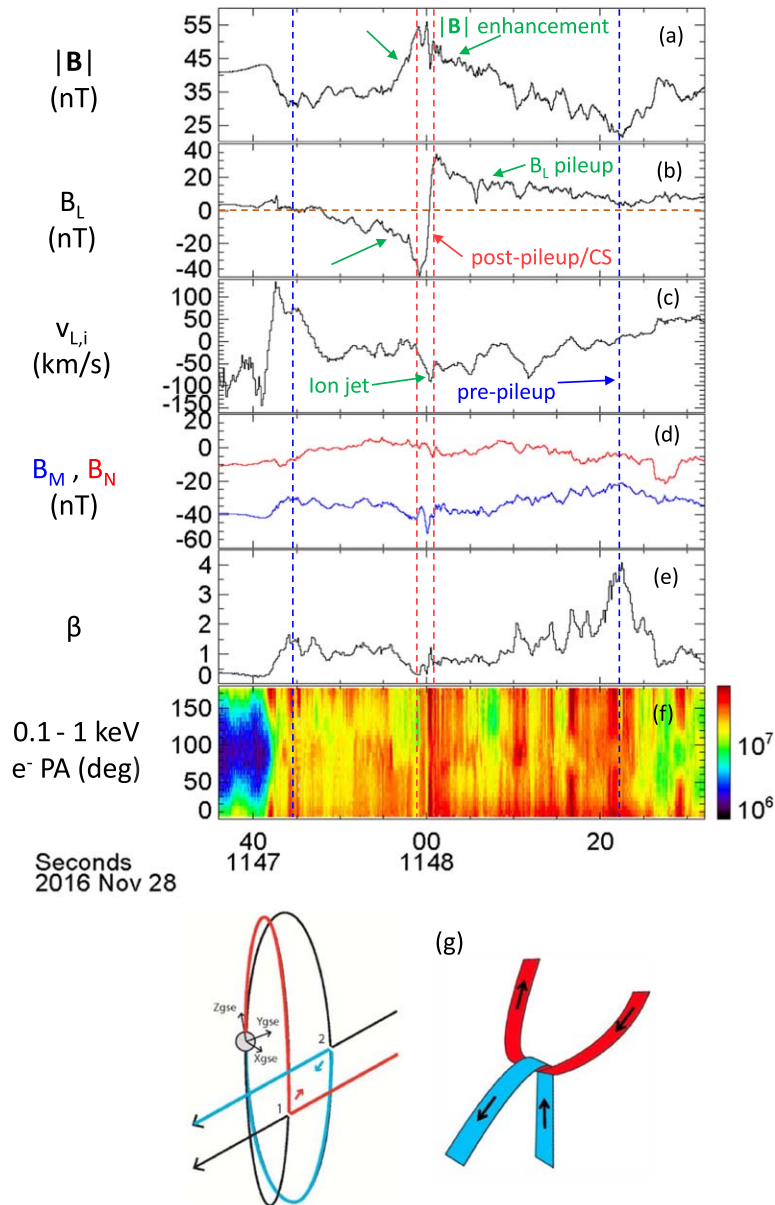 |B|
(nT)
55
45
35
25
|B| enhancement
(a)
B_L
(nT)
40
20
0
-20
-40
B_L pileup
(b)
post-pileup/CS
v_L,i
(km/s)
100
50
0
-50
-100
-150
(c)
Ion jet
pre-pileup
B_M , B_N
(nT)
0
-20
-40
-60
(d)
β
4
3
2
1
0
(e)
0.1 - 1 keV
e⁻ PA (deg)
150
100
50
0
(f)
10⁷
10⁶
40 00 20
Seconds 1147 1148
2016 Nov 28
(g)
Zgse
Ygse
Xgse
2
1